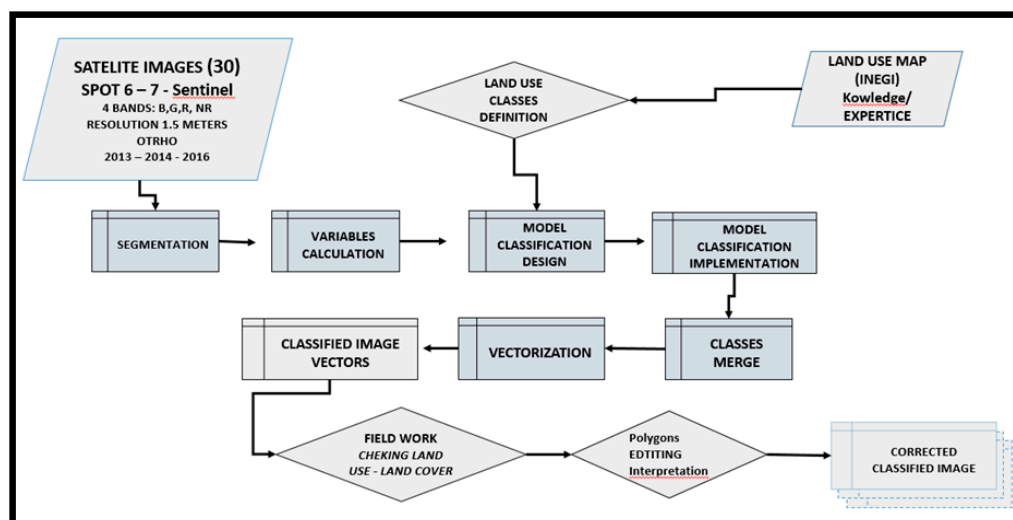 SATELITE IMAGES (30)
SPOT 6 – 7 - Sentinel
4 BANDS: B,G,R, NR
RESOLUTION 1.5 METERS
OTRHO
2013 – 2014 - 2016
LAND USE
CLASSES
DEFINITION
LAND USE MAP
(INEGI)
Kowledge/
EXPERTICE
SEGMENTATION
VARIABLES
CALCULATION
MODEL
CLASSIFICATION
DESIGN
MODEL
CLASSIFICATION
IMPLEMENTATION
CLASSIFIED IMAGE
VECTORS
VECTORIZATION
CLASSES
MERGE
FIELD WORK
CHEKING LAND
USE - LAND COVER
Polygons
EDTITING
Interpretation
CORRECTED
CLASSIFIED IMAGE